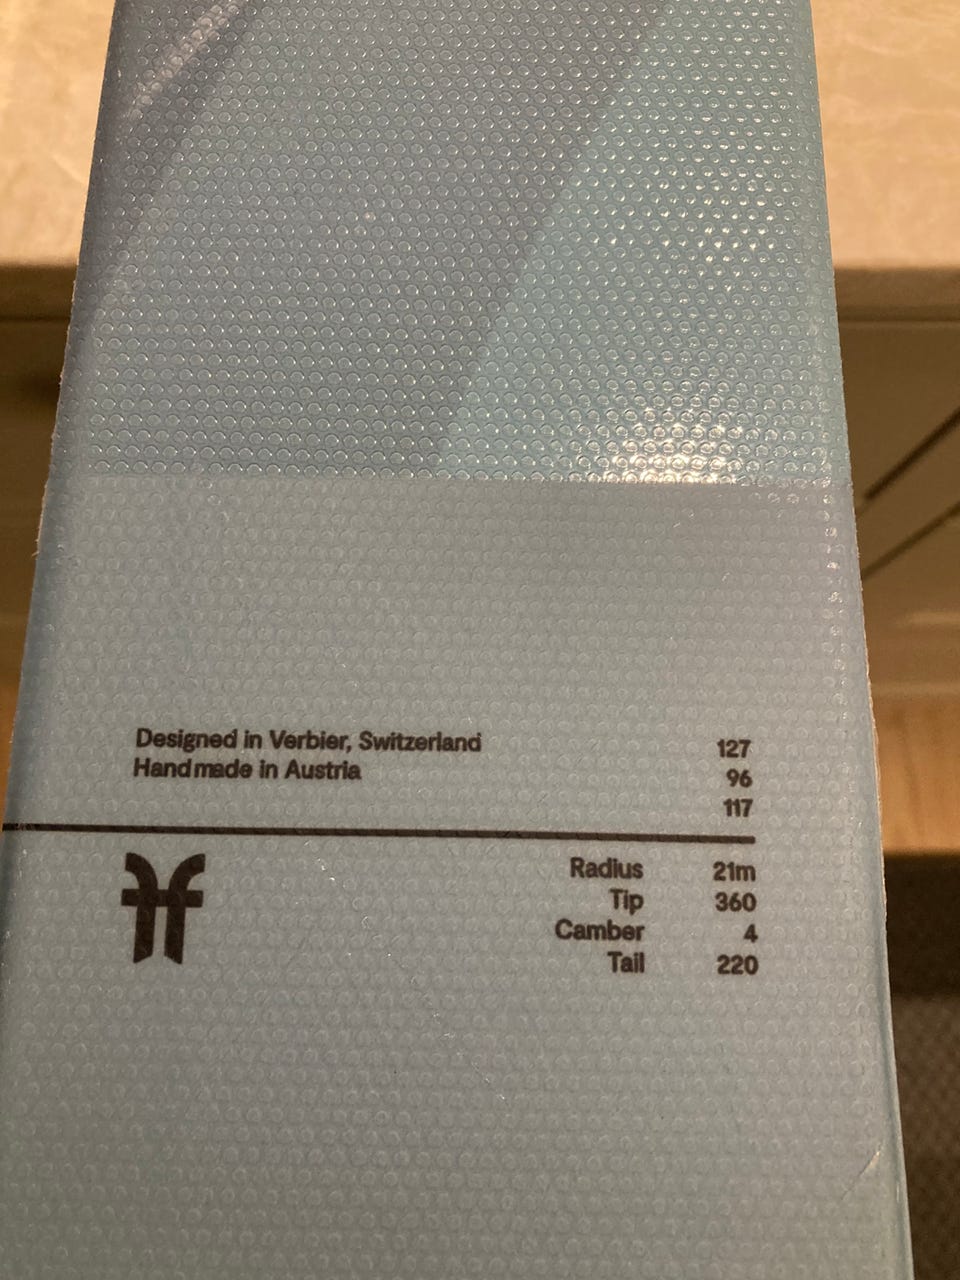 Designed in Verbier, Switzerland
Handmade in Austria
127
96
117
Radius 21m
Tip 360
Camber 4
Tail 220